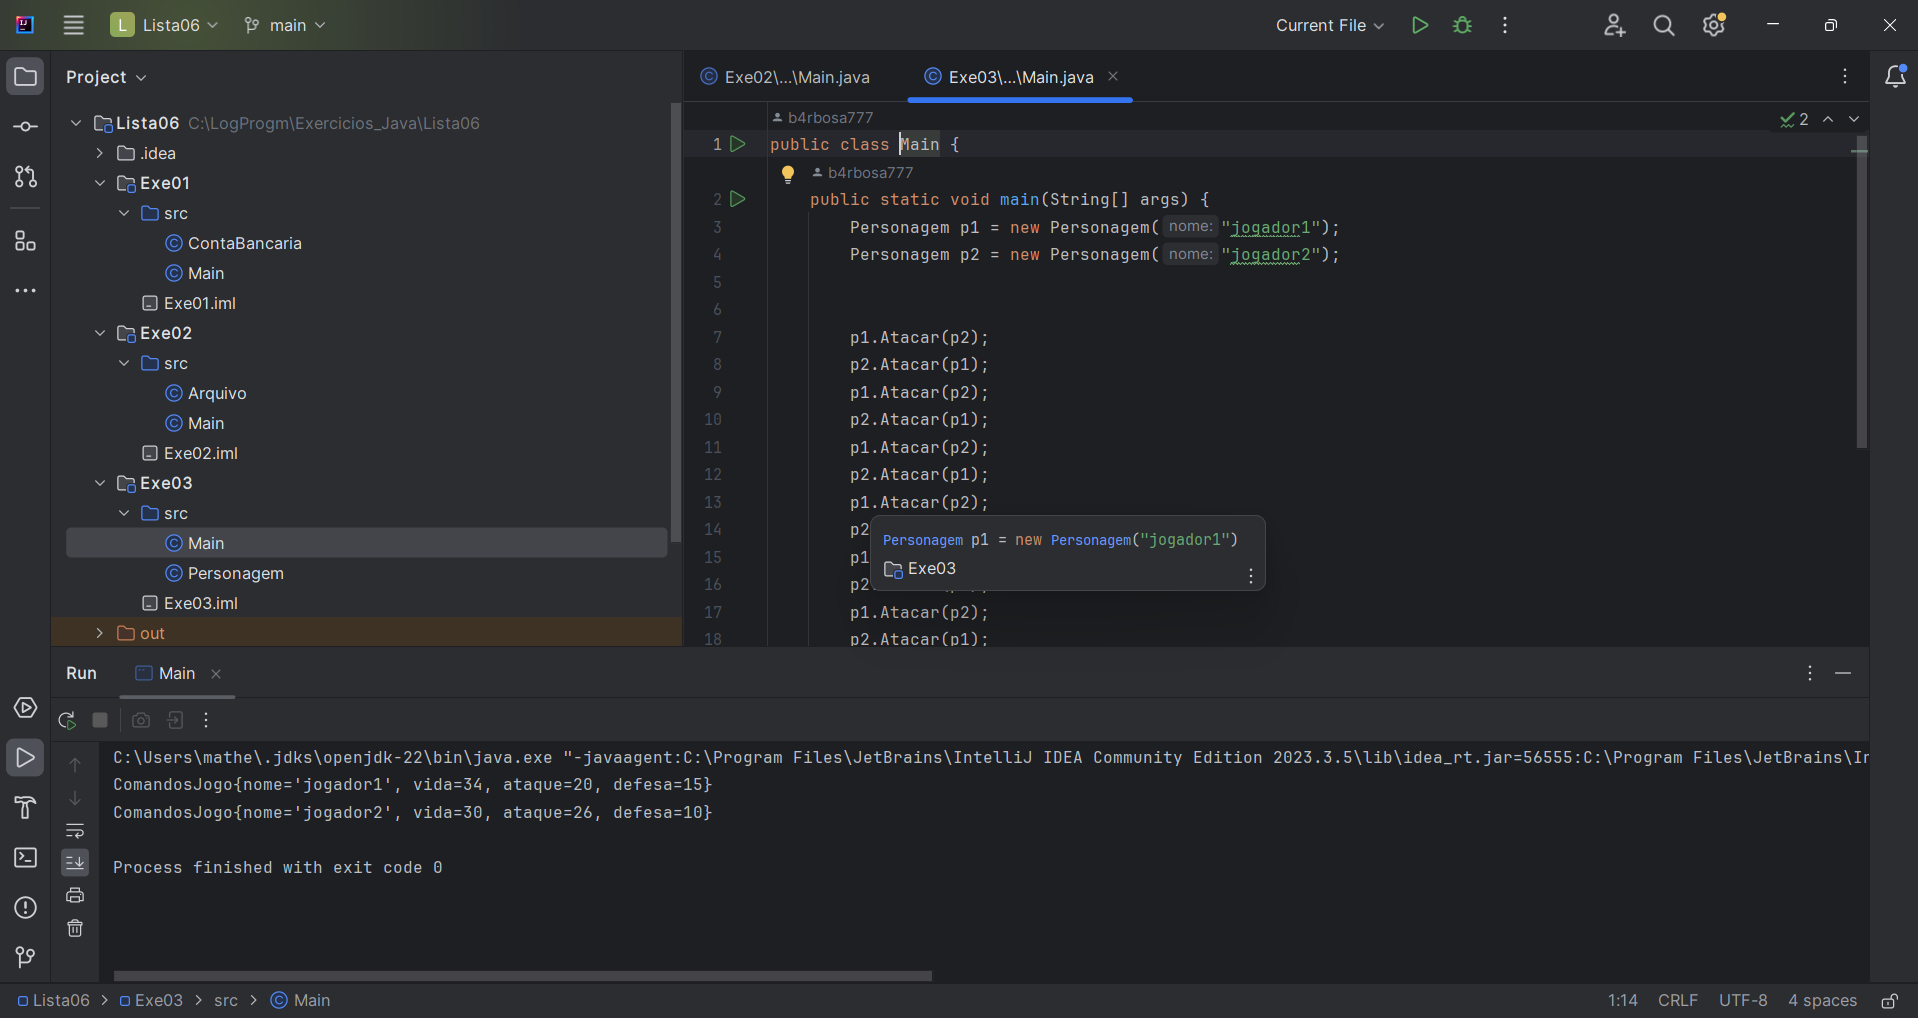 L Lista06 main Current File
Project
Lista06 C:\LogProgm\Exercicios_Java\Lista06
.idea
Exe01
src
ContaBancaria
Main
Exe01.iml
Exe02
src
Arquivo
Main
Exe02.iml
Exe03
src
Main
Personagem
Exe03.iml
out
Exe02\...\Main.java Exe03\...\Main.java
b4rbosa777
2
1 public class Main {
b4rbosa777
2 public static void main(String[] args) {
3 Personagem p1 = new Personagem( nome: "jogador1");
4 Personagem p2 = new Personagem( nome: "jogador2");
5
6
7 p1.Atacar(p2);
8 p2.Atacar(p1);
9 p1.Atacar(p2);
10 p2.Atacar(p1);
11 p1.Atacar(p2);
12 p2.Atacar(p1);
13 p1.Atacar(p2);
14 p2
15 p1
16 p2.
17 p1.Atacar(p2);
18 p2.Atacar(p1);
Personagem p1 = new Personagem("jogador1")
Exe03
Run Main
C:\Users\mathe\.jdks\openjdk-22\bin\java.exe "-javaagent:C:\Program Files\JetBrains\IntelliJ IDEA Community Edition 2023.3.5\lib\idea_rt.jar=56555:C:\Program Files\JetBrains\In
ComandosJogo{nome='jogador1', vida=34, ataque=20, defesa=15}
ComandosJogo{nome='jogador2', vida=30, ataque=26, defesa=10}
Process finished with exit code 0
Lista06 > Exe03 > src > Main
1:14 CRLF UTF-8 4 spaces